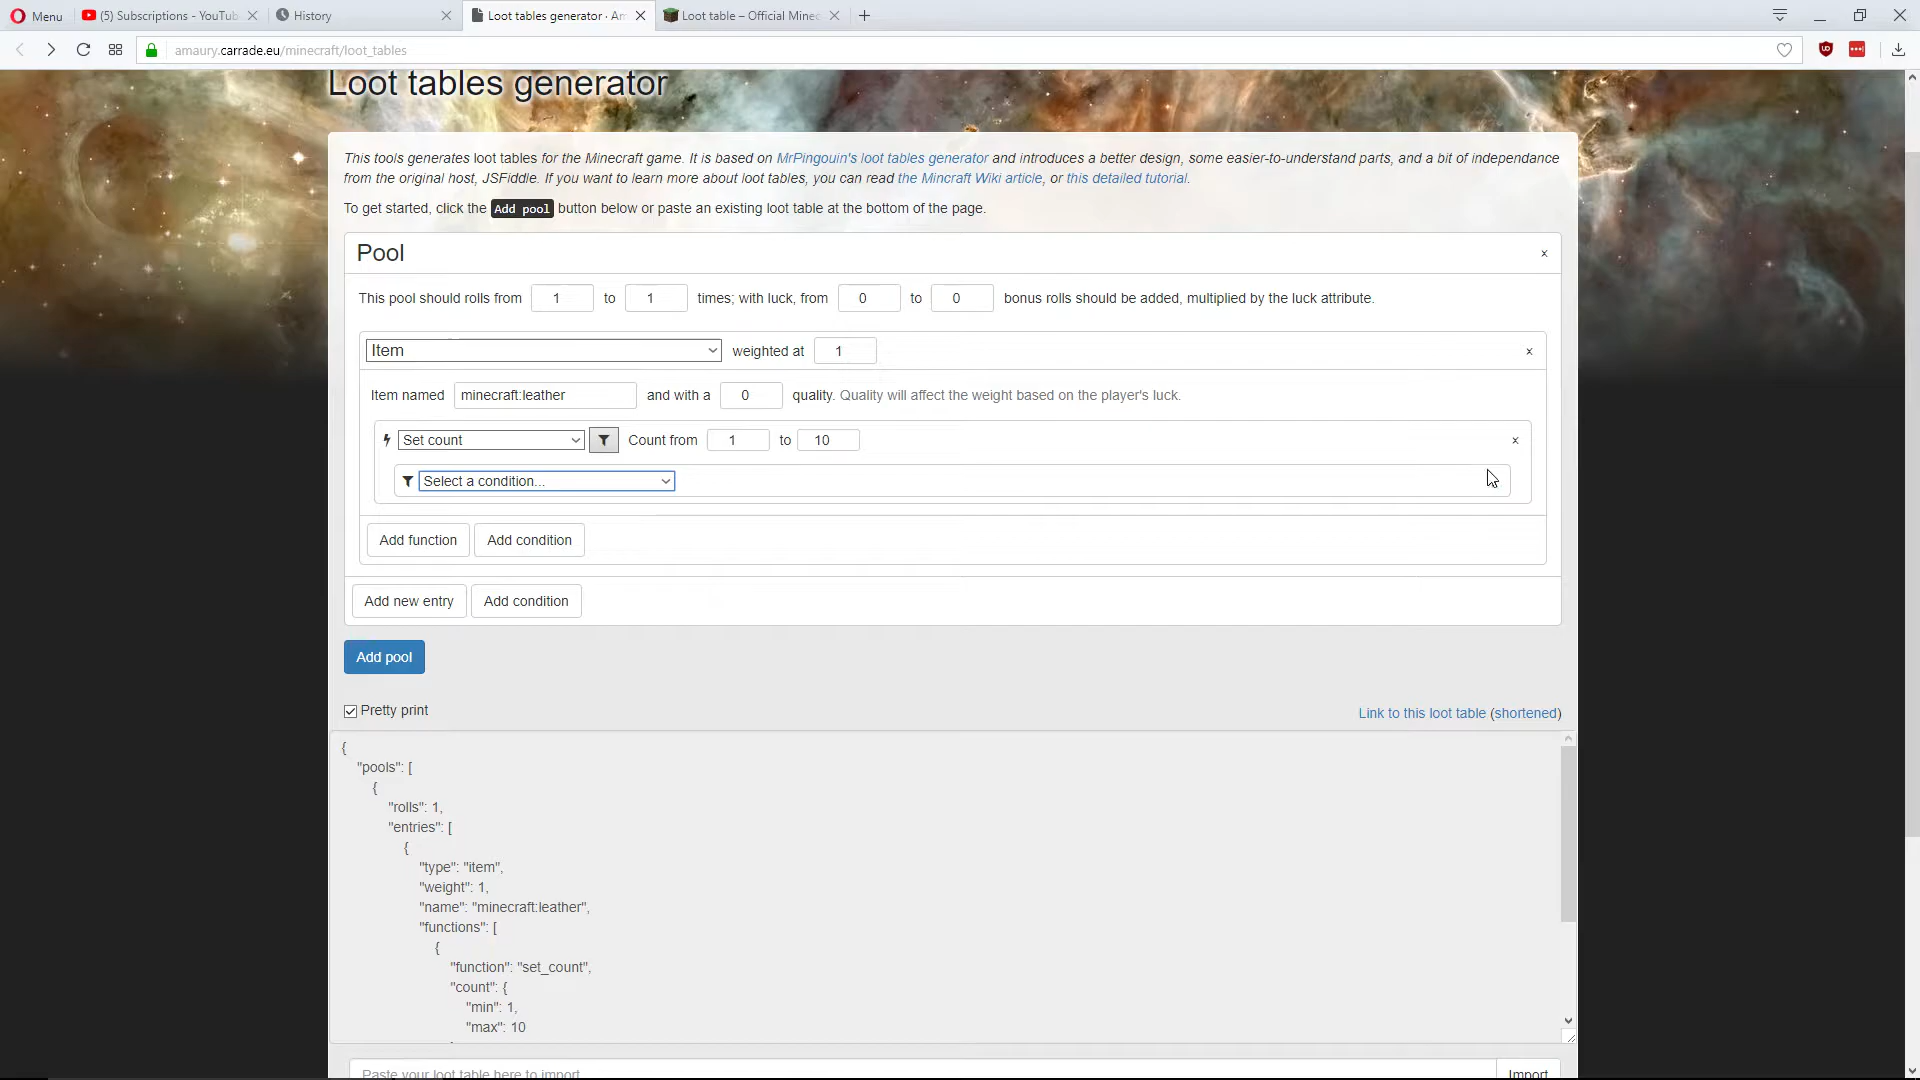 Menu
(5) Subscriptions - YouTub
History
Loot tables generator · Am
Loot table – Official Minec
amaury.carrade.eu/minecraft/loot_tables
Loot tables generator
This tools generates loot tables for the Minecraft game. It is based on MrPingouin's loot tables generator and introduces a better design, some easier-to-understand parts, and a bit of independance
from the original host, JSFiddle. If you want to learn more about loot tables, you can read the Mincraft Wiki article, or this detailed tutorial.
To get started, click the Add pool button below or paste an existing loot table at the bottom of the page.
Pool
×
This pool should rolls from 1 to 1 times; with luck, from 0 to 0 bonus rolls should be added, multiplied by the luck attribute.
Item weighted at 1 ×
Item named minecraft:leather and with a 0 quality. Quality will affect the weight based on the player's luck.
Set count Count from 1 to 10 ×
Select a condition...
Add function Add condition
Add new entry Add condition
Add pool
Pretty print
Link to this loot table (shortened)
{
"pools": [
{
"rolls": 1,
"entries": [
{
"type": "item",
"weight": 1,
"name": "minecraft:leather",
"functions": [
{
"function": "set_count",
"count": {
"min": 1,
"max": 10
Paste your loot table here to import
Import